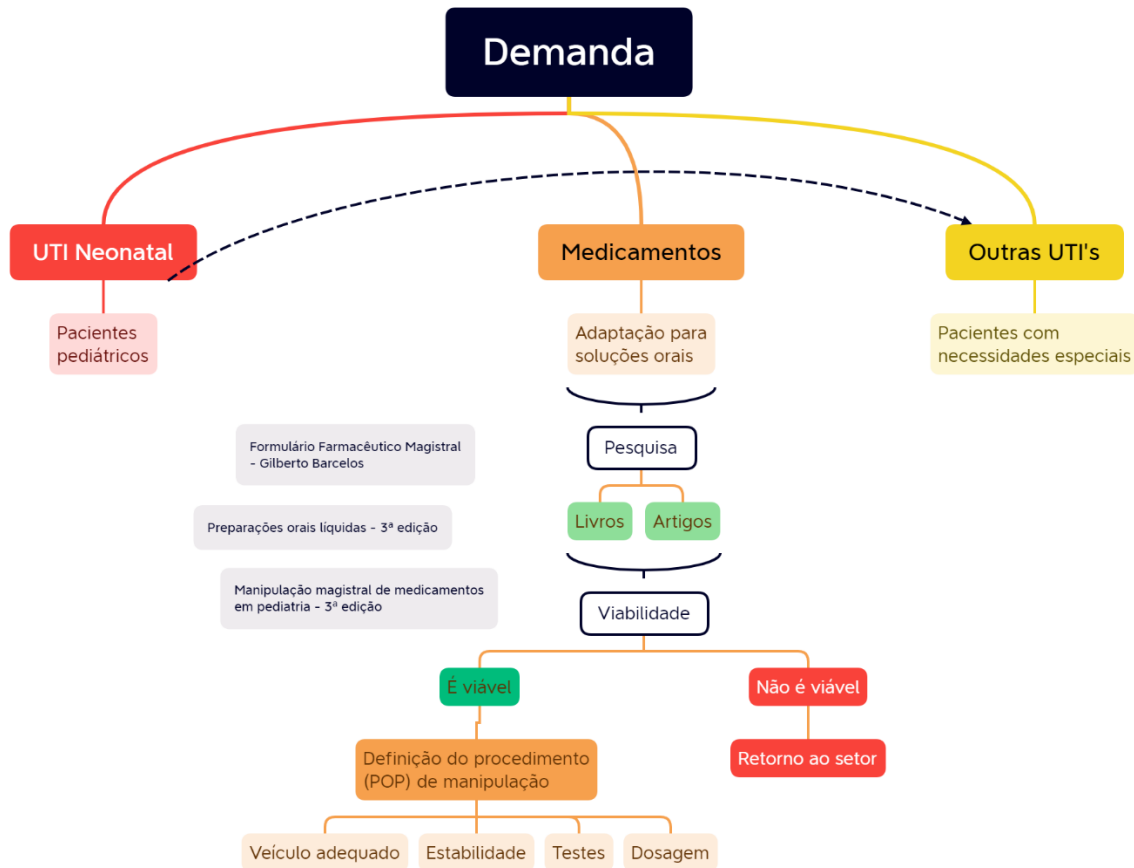 Demanda
UTI Neonatal
Medicamentos
Outras UTI's
Pacientes
pediátricos
Adaptação para
soluções orais
Pacientes com
necessidades especiais
Formulário Farmacêutico Magistral
- Gilberto Barcelos
Pesquisa
Preparações orais líquidas - 3ª edição
Livros
Artigos
Manipulação magistral de medicamentos
em pediatria - 3ª edição
Viabilidade
É viável
Não é viável
Definição do procedimento
(POP) de manipulação
Retorno ao setor
Veículo adequado
Estabilidade
Testes
Dosagem